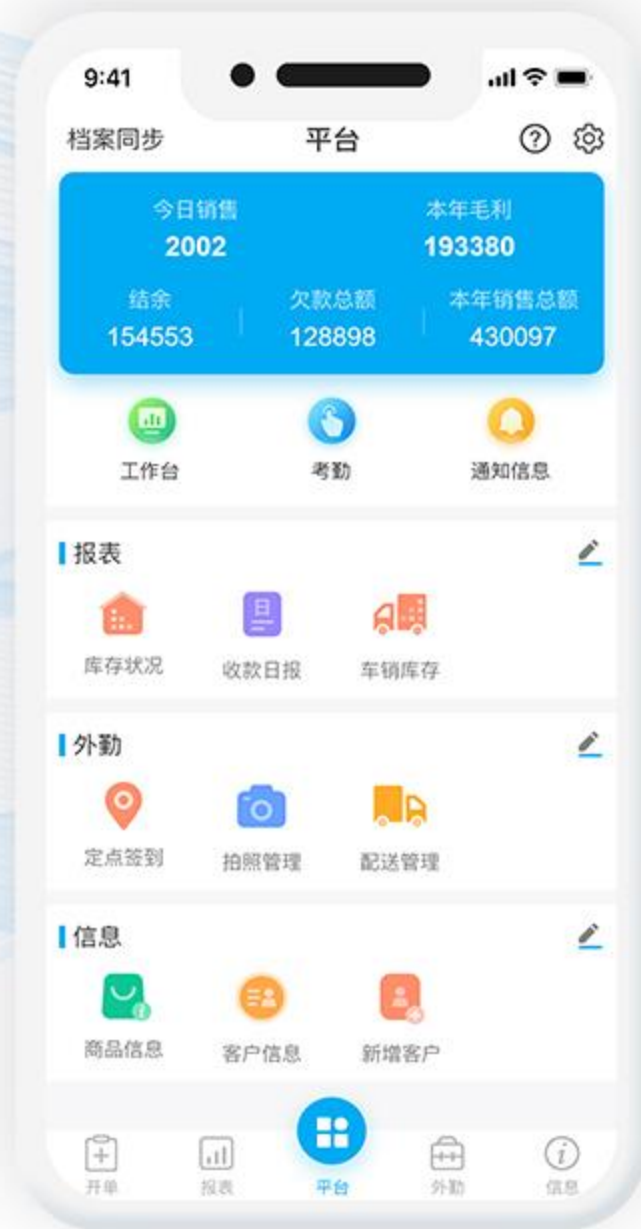 9:41
档案同步 平台
今日销售 本年毛利
2002 193380
结余 欠款总额 本年销售总额
154553 128898 430097
工作台 考勤 通知信息
报表
日
库存状况 收款日报 车销库存
外勤
定点签到 拍照管理 配送管理
信息
商品信息 客户信息 新增客户
开单 报表 平台 外勤 信息